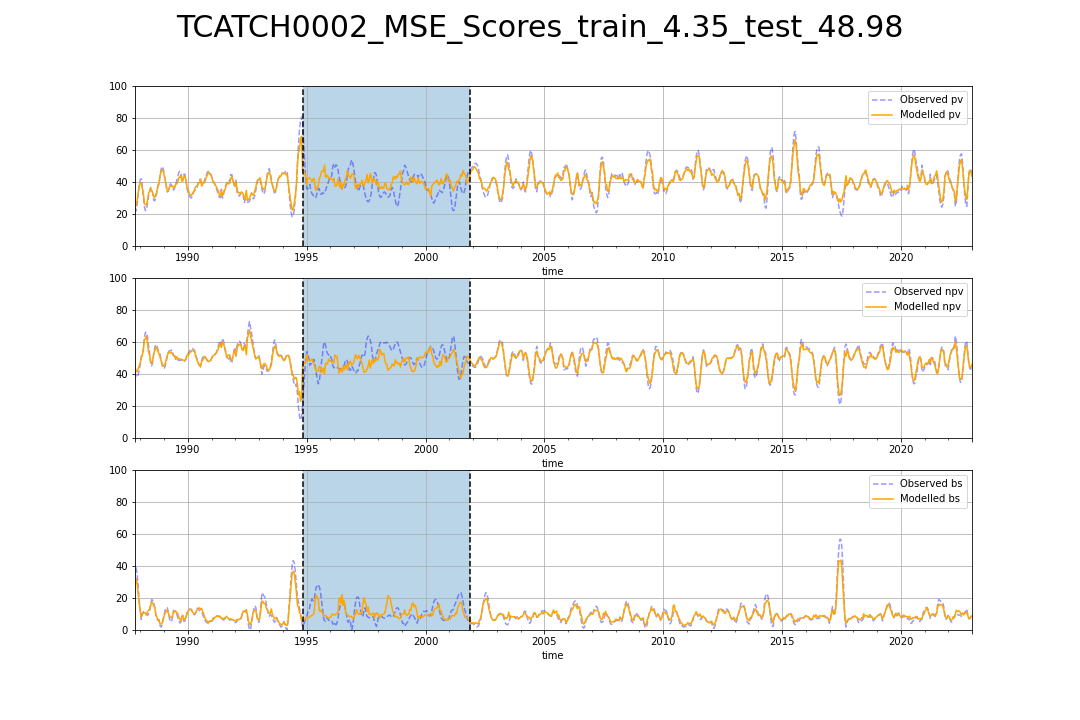 TCATCH0002_MSE_Scores_train_4.35_test_48.98
100
80
60
40
20
0
Observed pv
Modelled pv
1990 1995 2000 2005 2010 2015 2020
time
100
80
60
40
20
0
Observed npv
Modelled npv
1990 1995 2000 2005 2010 2015 2020
time
100
80
60
40
20
0
Observed bs
Modelled bs
1990 1995 2000 2005 2010 2015 2020
time